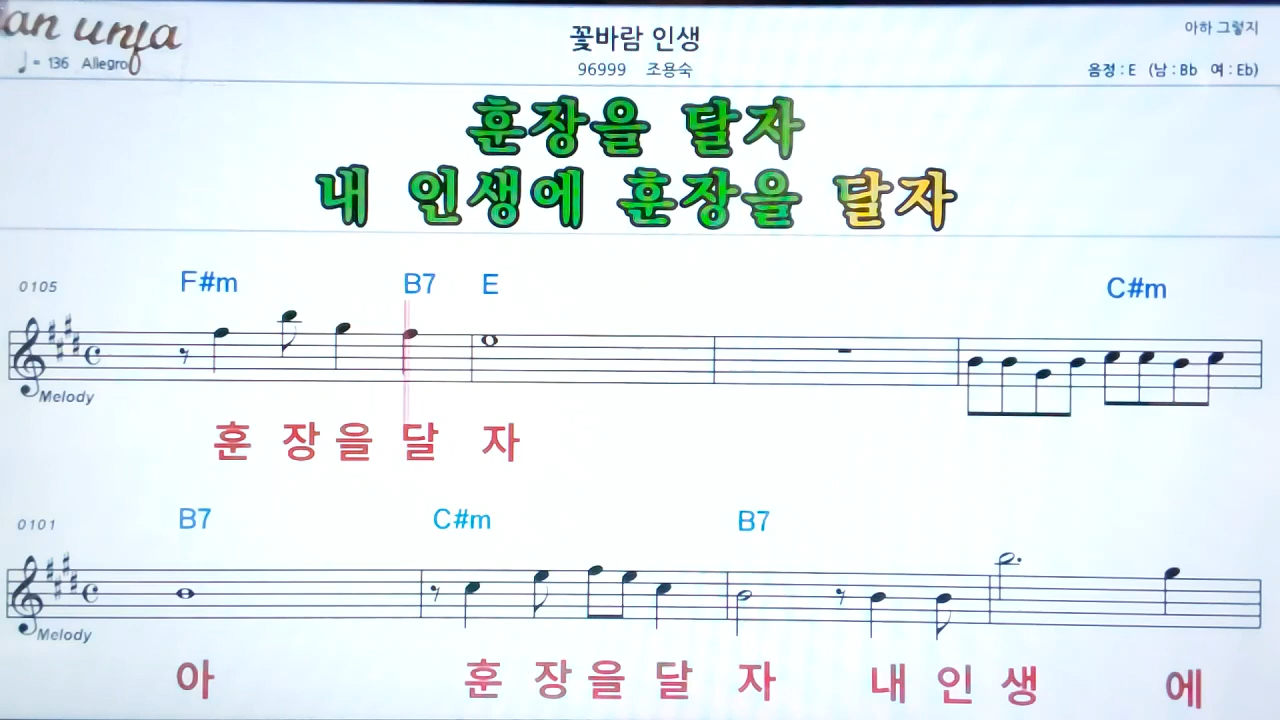 꽃바람 인생
아하 그렇지
♩= 136 Allegro
96999 조용숙
음정 : E (남 : Bb 여 : Eb)
훈장을 달자
내 인생에 훈장을 달자
0105
F#m B7 E C#m
Melody
훈 장 을 달 자
0101
B7 C#m B7
Melody
아 훈 장 을 달 자 내 인 생 에